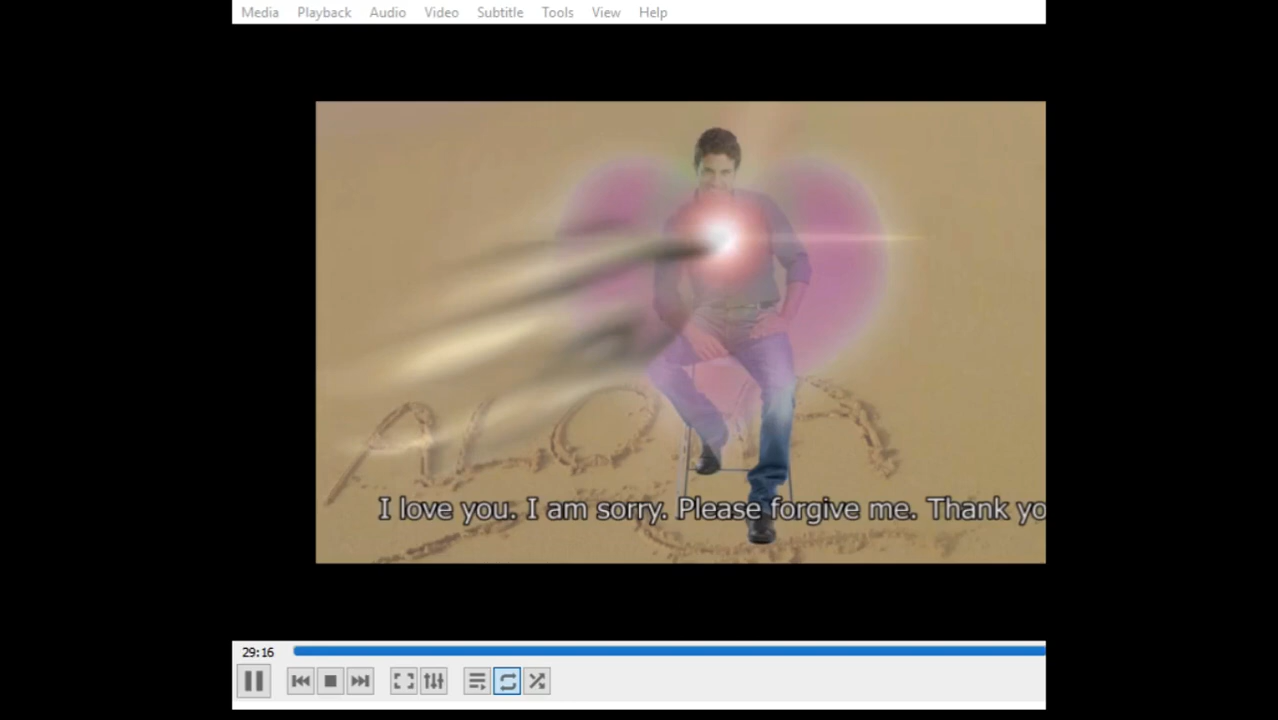 Media Playback Audio Video Subtitle Tools View Help
ALOHA
I love you. I am sorry. Please forgive me. Thank yo
29:16